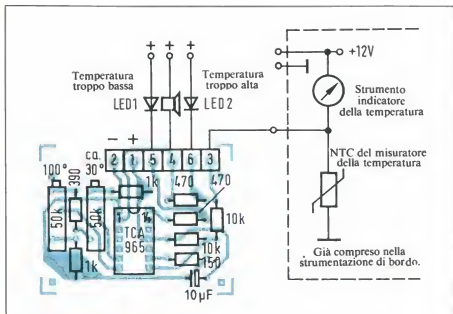 + + +
+12V
Temperatura
troppo bassa
Temperatura
troppo alta
LED1
LED2
Strumento
indicatore
della temperatura
- +
ca.
2 1 5 4 6 3
100°
390
30°
1k
470
470
50k
50k
1 14
TCA
965
10k
10k
150
1k
10µF
NTC del misuratore
della temperatura
Già compreso nella
strumentazione di bordo.